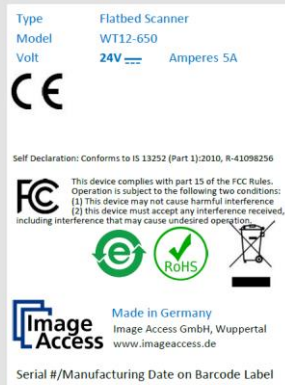 Type Flatbed Scanner
Model WT12-650
Volt 24V Amperes 5A
CE
Self Declaration: Conforms to IS 13252 (Part 1):2010, R-41098256
FC This device complies with part 15 of the FCC Rules.
Operation is subject to the following two conditions:
(1) This device may not cause harmful interference
(2) this device must accept any interference received,
including interference that may cause undesired operation.
e
RoHS
Image Access
Made in Germany
Image Access GmbH, Wuppertal
www.imageaccess.de
Serial #/Manufacturing Date on Barcode Label